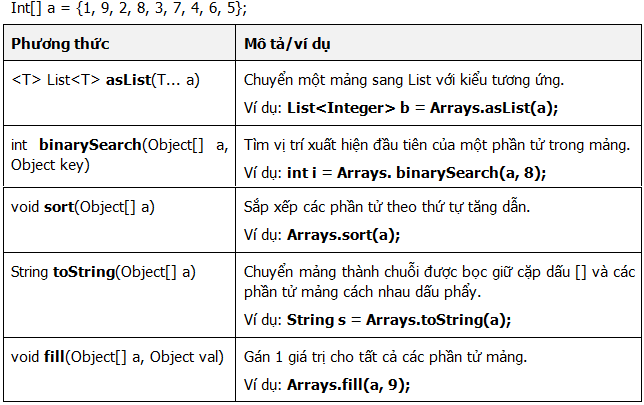 Int[] a = {1, 9, 2, 8, 3, 7, 4, 6, 5};
Phương thức
Mô tả/ví dụ
<T> List<T> asList(T... a)
Chuyển một mảng sang List với kiểu tương ứng.
Ví dụ: List<Integer> b = Arrays.asList(a);
int binarySearch(Object[] a,
Object key)
Tìm vị trí xuất hiện đầu tiên của một phần tử trong mảng.
Ví dụ: int i = Arrays. binarySearch(a, 8);
void sort(Object[] a)
Sắp xếp các phần tử theo thứ tự tăng dẫn.
Ví dụ: Arrays.sort(a);
String toString(Object[] a)
Chuyển mảng thành chuỗi được bọc giữ cặp dấu [] và các
phần tử mảng cách nhau dấu phẩy.
Ví dụ: String s = Arrays.toString(a);
void fill(Object[] a, Object val)
Gán 1 giá trị cho tất cả các phần tử mảng.
Ví dụ: Arrays.fill(a, 9);